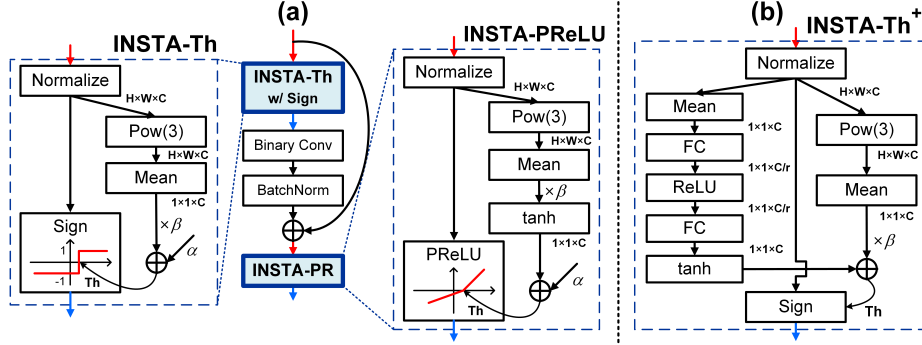 (a)
INSTA-Th
Normalize
H×W×C
Pow(3)
H×W×C
Mean
1×1×C
×β
Sign
1
-1
Th
α
INSTA-Th
w/ Sign
Binary Conv
BatchNorm
INSTA-PR
INSTA-PReLU
Normalize
H×W×C
Pow(3)
H×W×C
Mean
×β
tanh
1×1×C
PReLU
Th
α
(b)
INSTA-Th+
Normalize
Mean
1×1×C
FC
1×1×C/r
ReLU
1×1×C/r
FC
1×1×C
tanh
H×W×C
Pow(3)
H×W×C
Mean
1×1×C
×β
Th
Sign